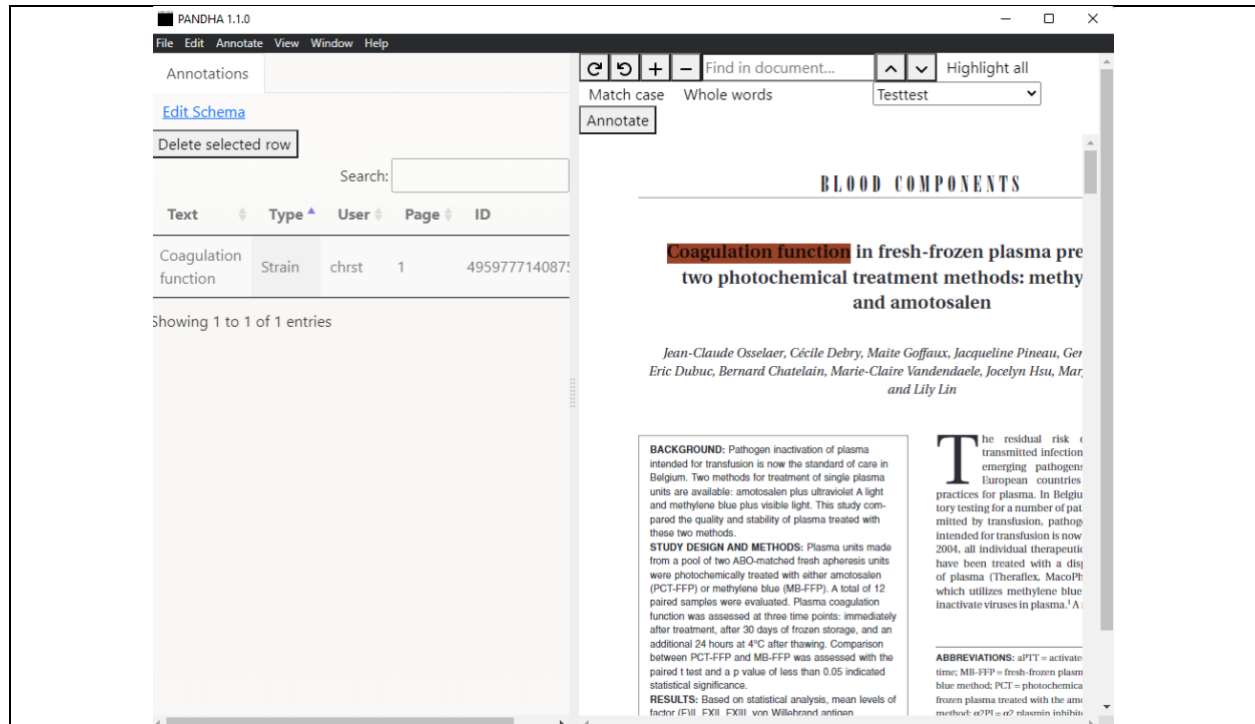 PANDHA 1.1.0
File Edit Annotate View Window Help
Annotations
Edit Schema
Delete selected row
Search:
Text Type User Page ID
Coagulation
function
Strain chrst 1 495977714087
Showing 1 to 1 of 1 entries
Find in document...
Highlight all
Match case Whole words
Testtest
Annotate
BLOOD COMPONENTS
Coagulation function in fresh-frozen plasma pre
two photochemical treatment methods: methy
and amotosalen
Jean-Claude Osselaer, Cécile Debry, Maite Goffaux, Jacqueline Pineau, Ger
Eric Dubuc, Bernard Chatelain, Marie-Claire Vandendaele, Jocelyn Hsu, Mar
and Lily Lin
BACKGROUND: Pathogen inactivation of plasma
intended for transfusion is now the standard of care in
Belgium. Two methods for treatment of single plasma
units are available: amotosalen plus ultraviolet A light
and methylene blue plus visible light. This study com-
pared the quality and stability of plasma treated with
these two methods.
STUDY DESIGN AND METHODS: Plasma units made
from a pool of two ABO-matched fresh apheresis units
were photochemically treated with either amotosalen
(PCT-FFP) or methylene blue (MB-FFP). A total of 12
paired samples were evaluated. Plasma coagulation
function was assessed at three time points: immediately
after treatment, after 30 days of frozen storage, and an
additional 24 hours at 4°C after thawing. Comparison
between PCT-FFP and MB-FFP was assessed with the
paired t test and a p value of less than 0.05 indicated
statistical significance.
RESULTS: Based on statistical analysis, mean levels of
factor (F)II, FXII, FXIII, von Willebrand antigen
The residual risk
transmitted infection
emerging pathogens
European countries
practices for plasma. In Belgiu
tory testing for a number of pat
mitted by transfusion, pathog
intended for transfusion is now
2004, all individual therapeutic
have been treated with a dis
of plasma (Theraflex, MacoPh
which utilizes methylene blue
inactivate viruses in plasma.¹ A
ABBREVIATIONS: aPTT = activate
time; MB-FFP = fresh-frozen plasm
blue method; PCT = photochemica
frozen plasma treated with the amo
method; α2PI = α2 plasmin inhibit